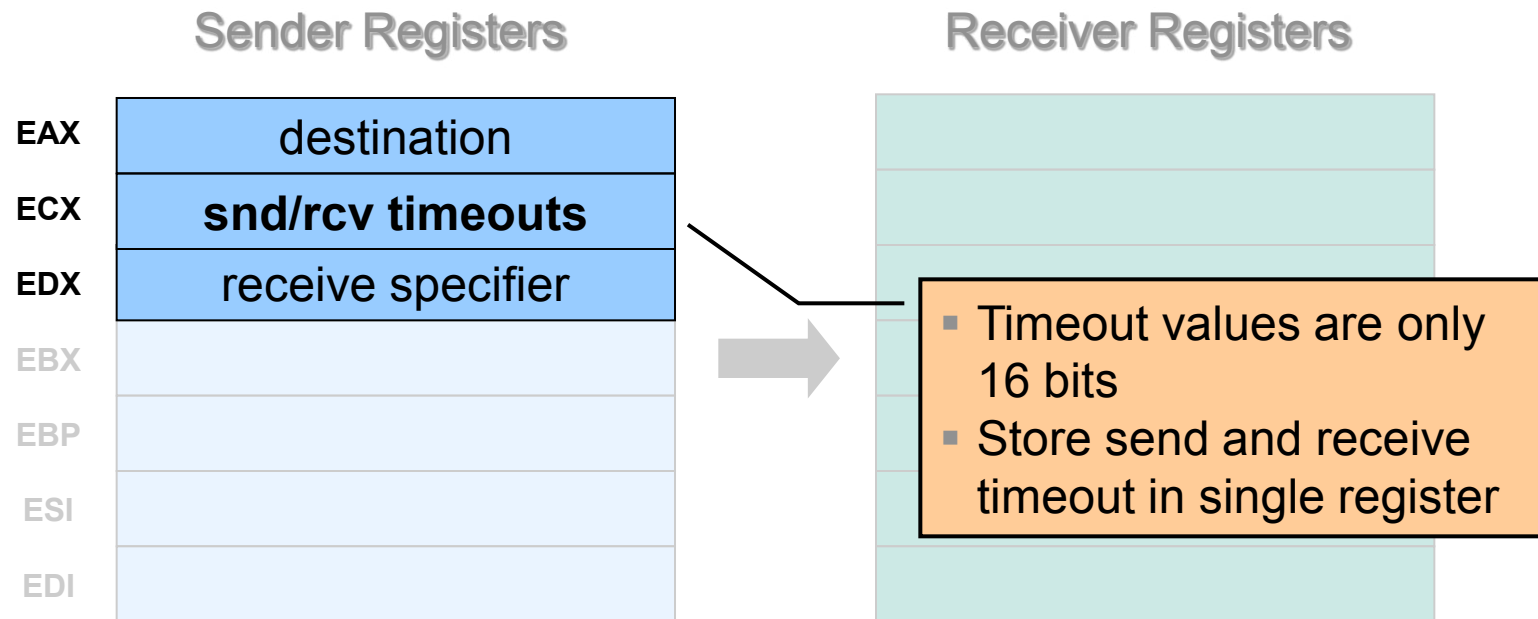 Sender Registers
Receiver Registers
EAX
destination
ECX
snd/rcv timeouts
EDX
receive specifier
EBX
EBP
ESI
EDI
▪ Timeout values are only
16 bits
▪ Store send and receive
timeout in single register